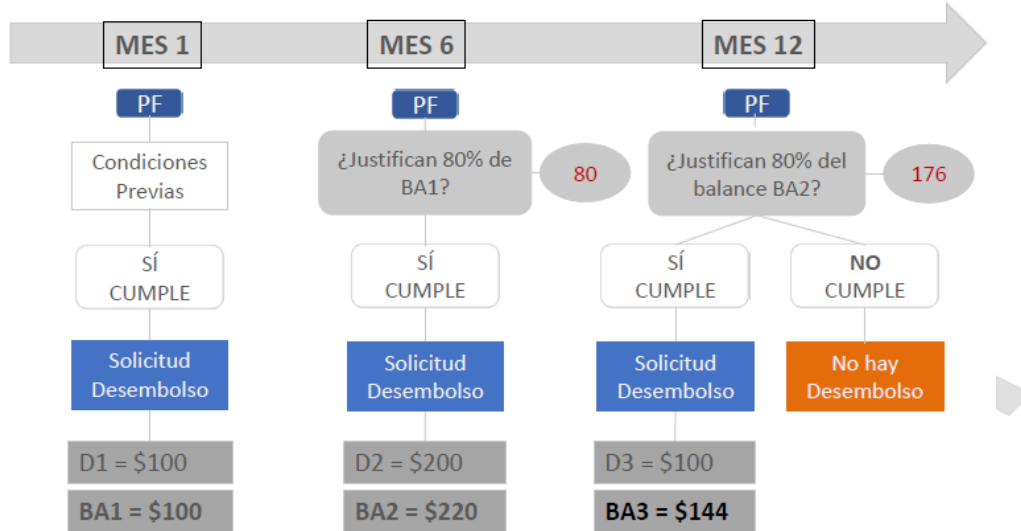 MES 1
MES 6
MES 12
PF
PF
PF
Condiciones
Previas
¿Justifican 80% de
BA1?
80
¿Justifican 80% del
balance BA2?
176
SÍ
CUMPLE
SÍ
CUMPLE
SÍ
CUMPLE
NO
CUMPLE
Solicitud
Desembolso
Solicitud
Desembolso
Solicitud
Desembolso
No hay
Desembolso
D1 = $100
D2 = $200
D3 = $100
BA1 = $100
BA2 = $220
BA3 = $144